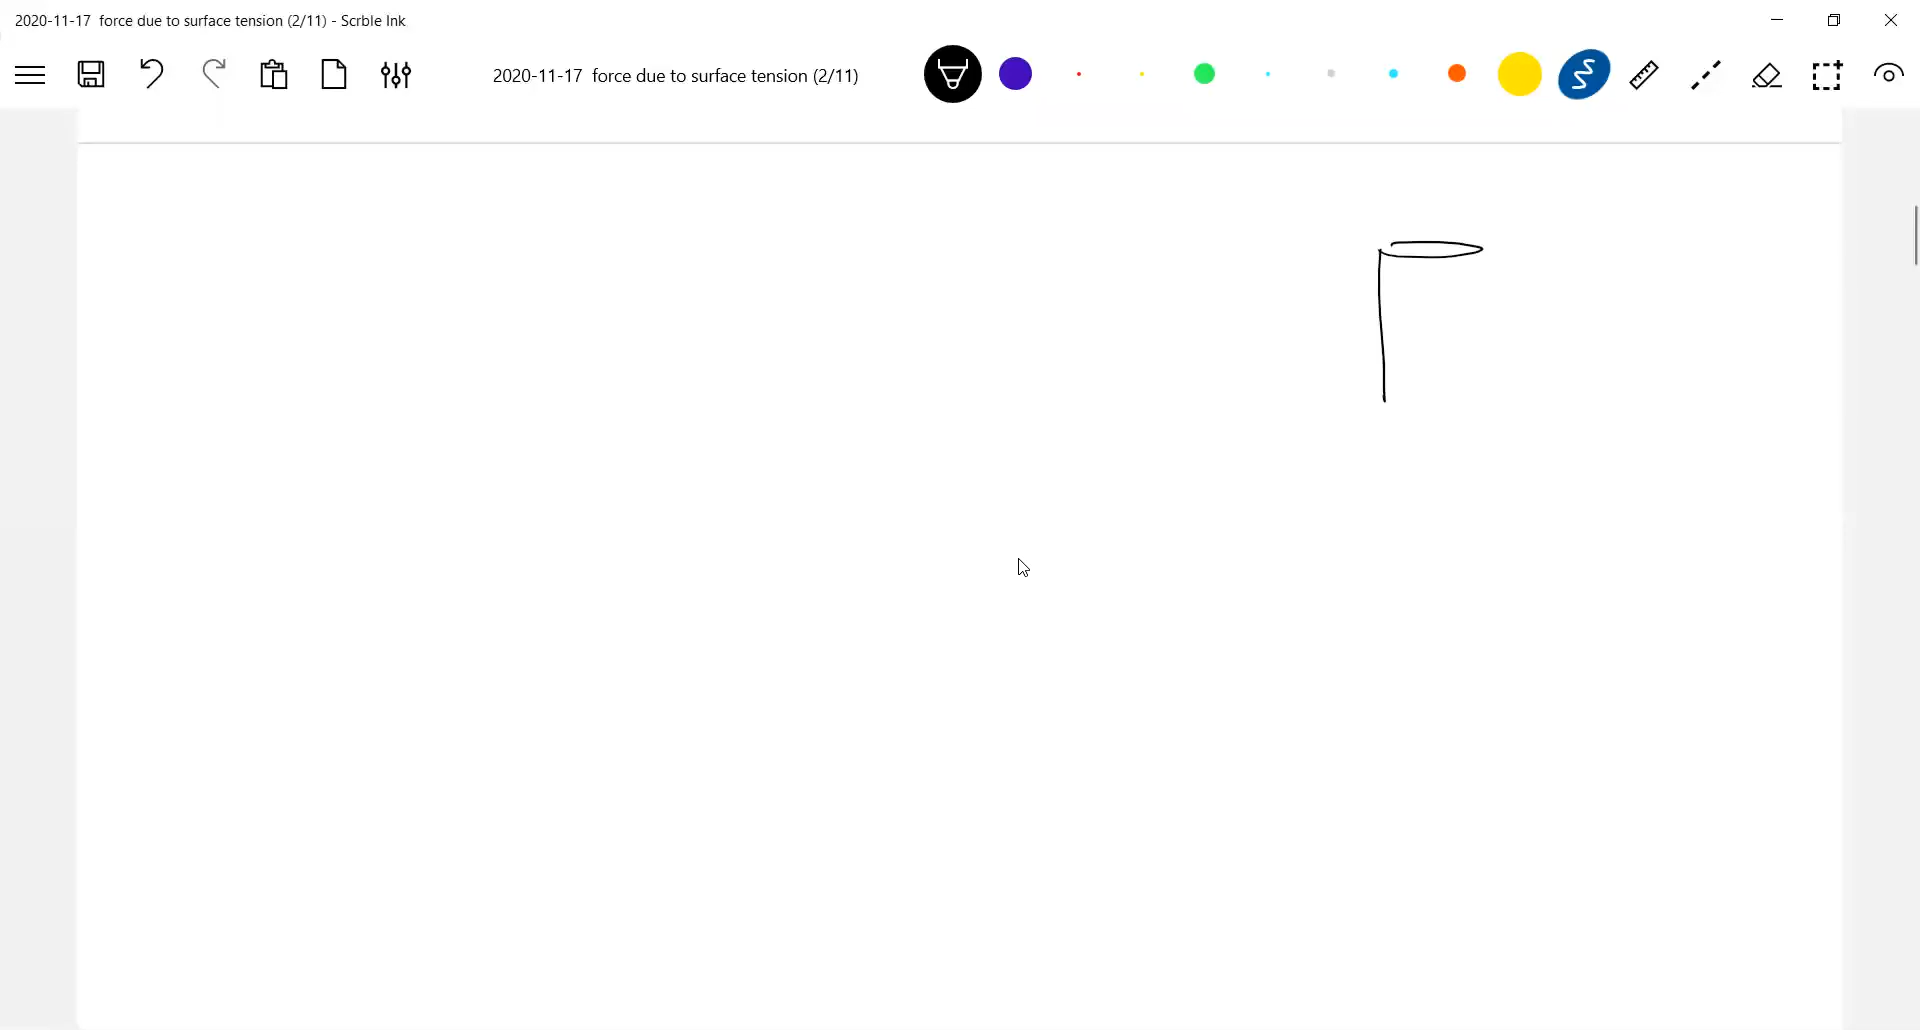 2020-11-17 force due to surface tension (2/11) - Scrble Ink
2020-11-17 force due to surface tension (2/11)